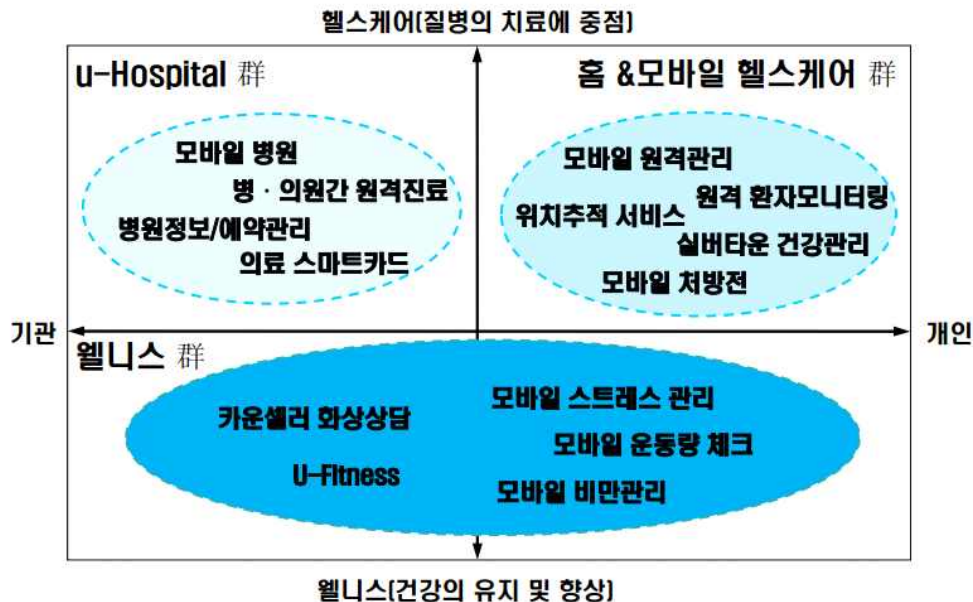 헬스케어(질병의 치료에 중점)
u-Hospital 群
모바일 병원
병·의원간 원격진료
병원정보/예약관리
의료 스마트카드
홈 &모바일 헬스케어 群
모바일 원격관리
원격 환자모니터링
위치추적 서비스
실버타운 건강관리
모바일 처방전
기관
개인
웰니스 群
카운셀러 화상상담
U-Fitness
모바일 스트레스 관리
모바일 운동량 체크
모바일 비만관리
웰니스(건강의 유지 및 향상)